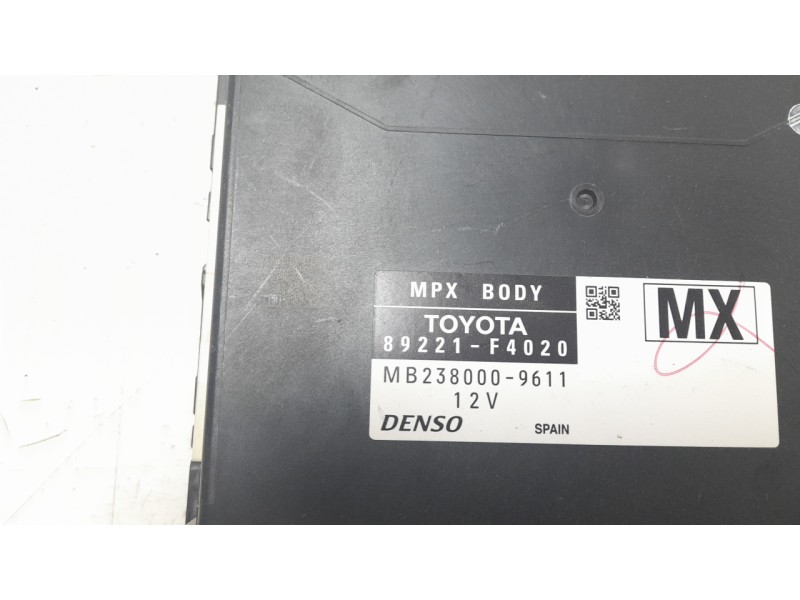 MPX BODY
TOYOTA
89221-F4020
MB238000-9611
12V
DENSO
SPAIN
MX